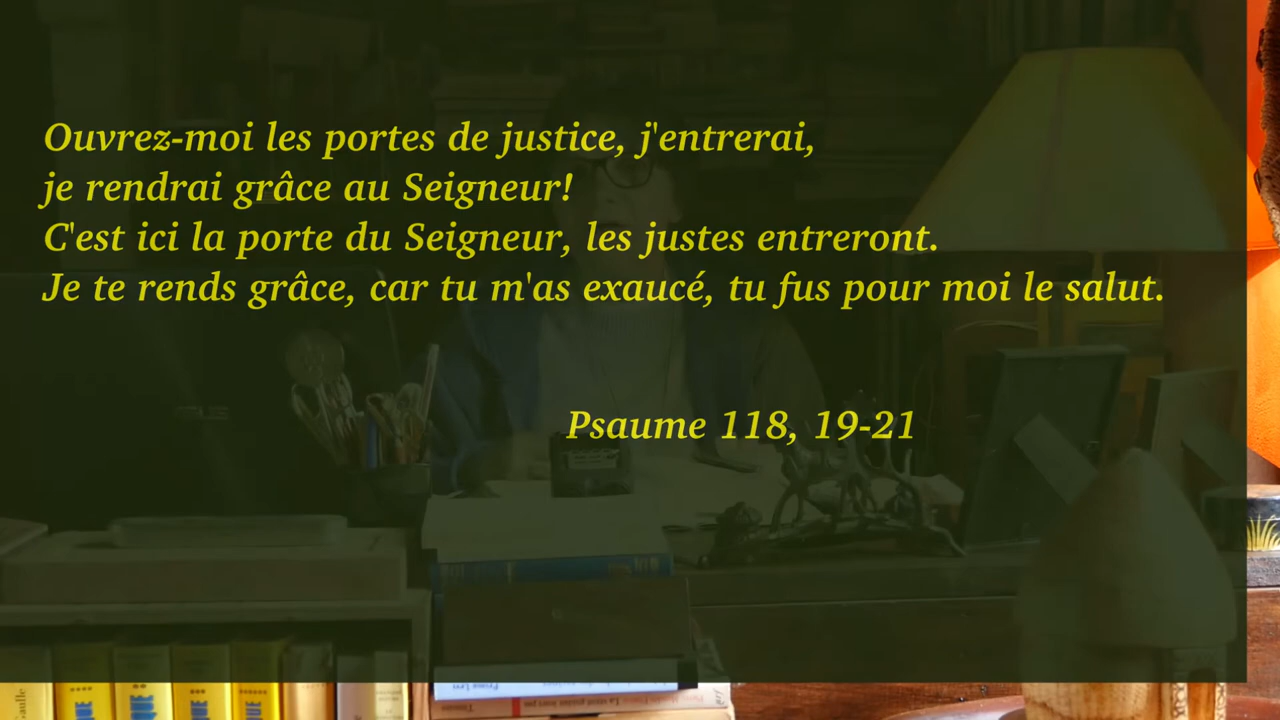 Ouvrez-moi les portes de justice, j'entrerai,
je rendrai grâce au Seigneur!
C'est ici la porte du Seigneur, les justes entreront.
Je te rends grâce, car tu m'as exaucé, tu fus pour moi le salut.
Psaume 118, 19-21